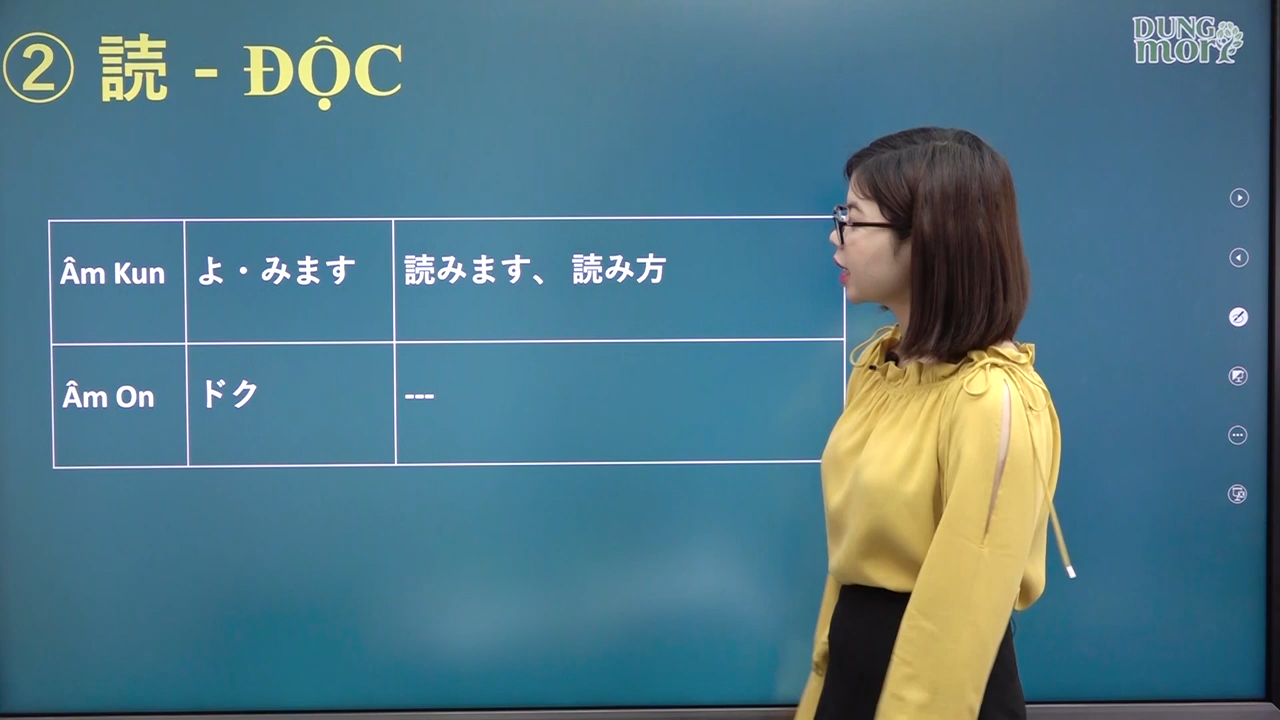 ② 読 - ĐỘC
DUNG
mori
Âm Kun よ・みます 読みます、 読み方
Âm On ドク ---